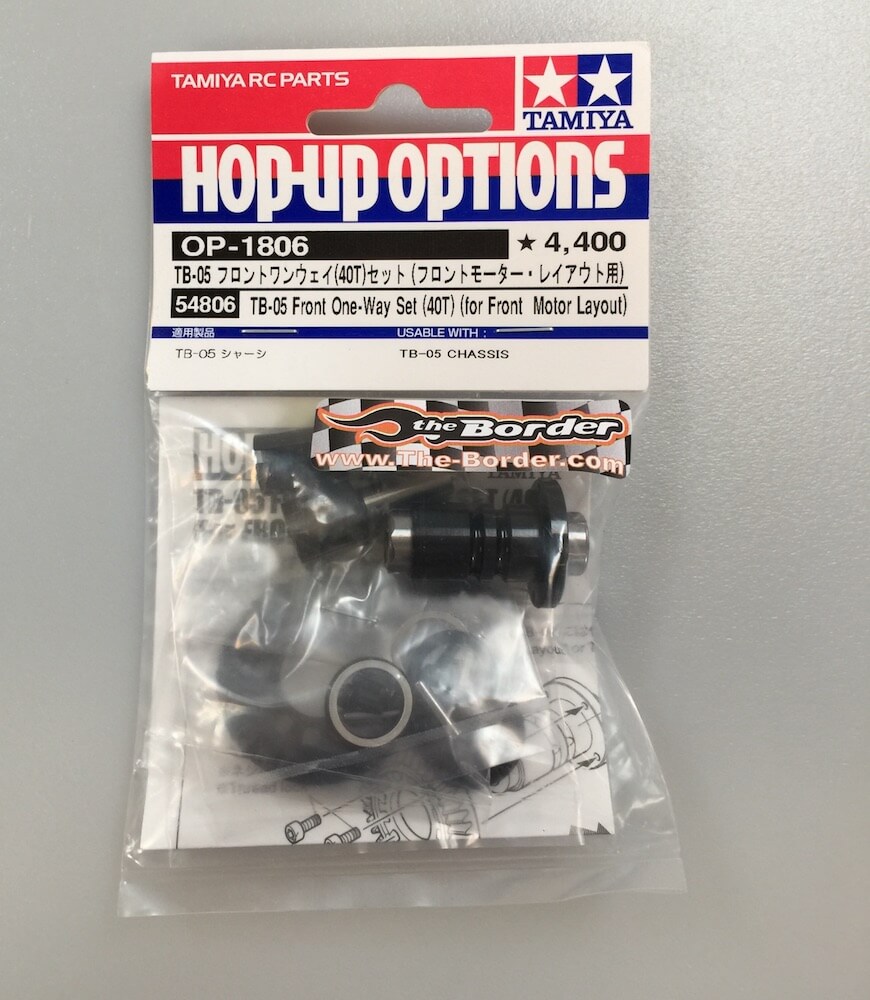 TAMIYA RC PARTS
TAMIYA
HOP-UP OPTIONS
OP-1806 ★ 4,400
TB-05 フロントワンウェイ(40T)セット (フロントモーター・レイアウト用)
54806 TB-05 Front One-Way Set (40T) (for Front Motor Layout)
適用製品 USABLE WITH :
TB-05 シャーシ TB-05 CHASSIS
the Border
www.The-Border.com
TAMIYA